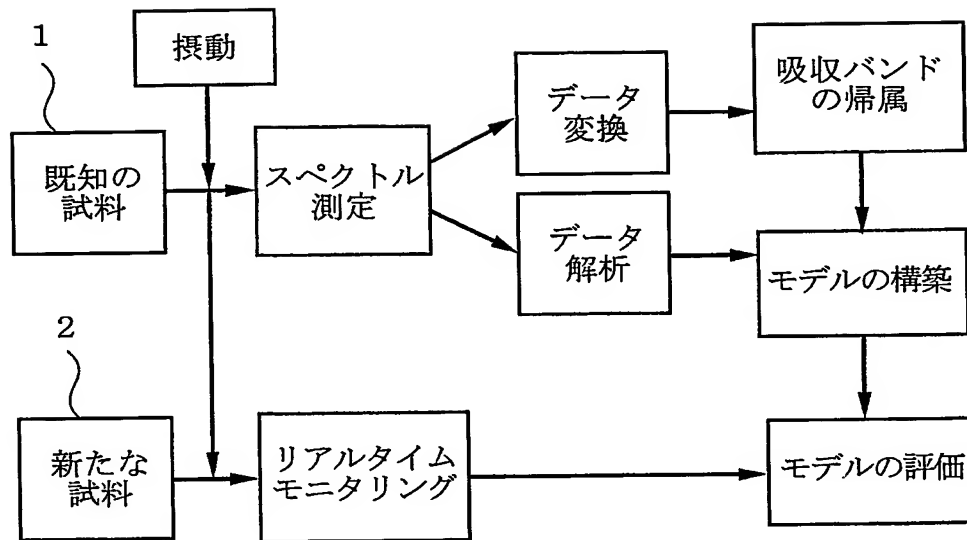 1
摂動
既知の
試料
スペクトル
測定
データ
変換
吸収バンド
の帰属
データ
解析
モデルの構築
2
新たな
試料
リアルタイム
モニタリング
モデルの評価